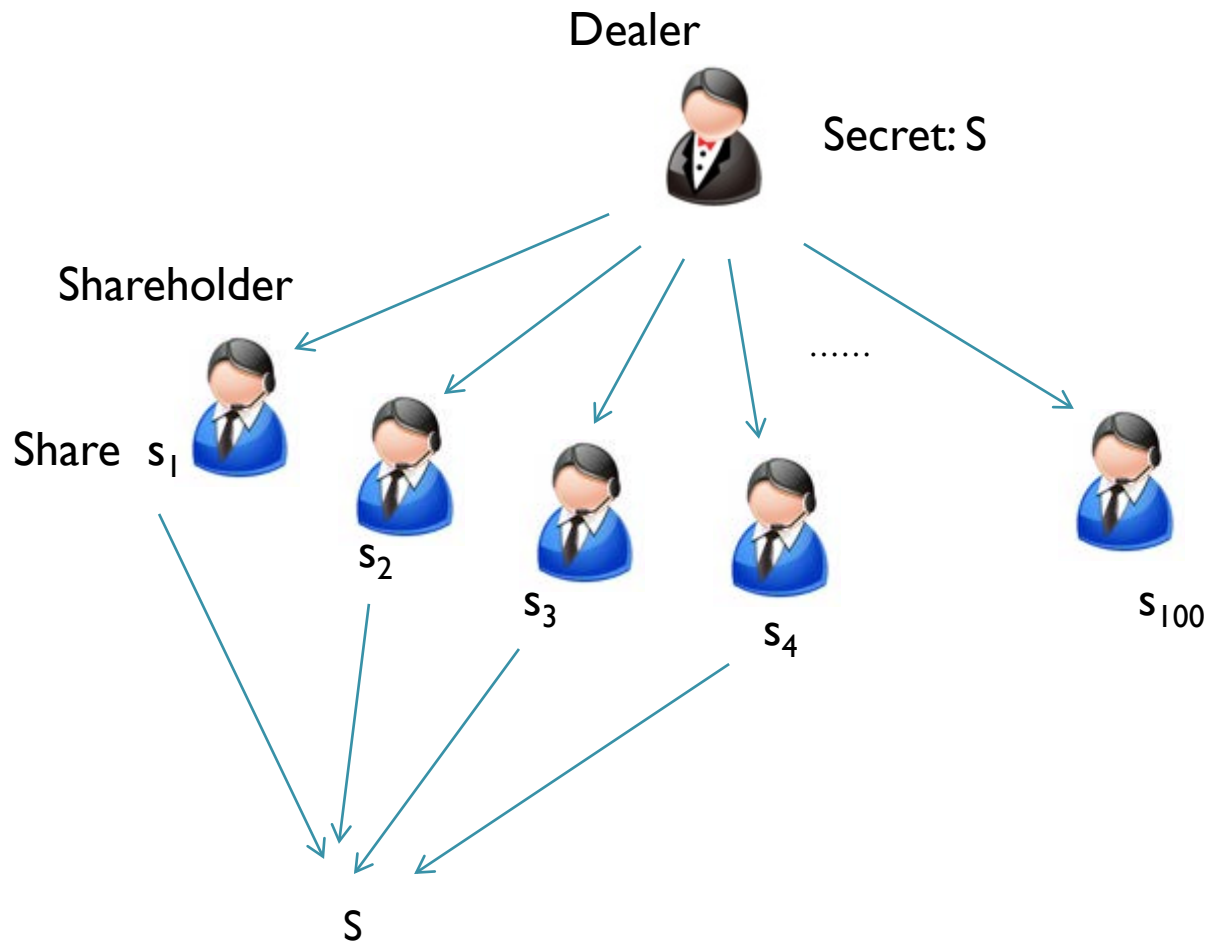 Dealer
Secret: S
Shareholder
......
Share s₁
s₂
s₃
s₄
s₁₀₀
S